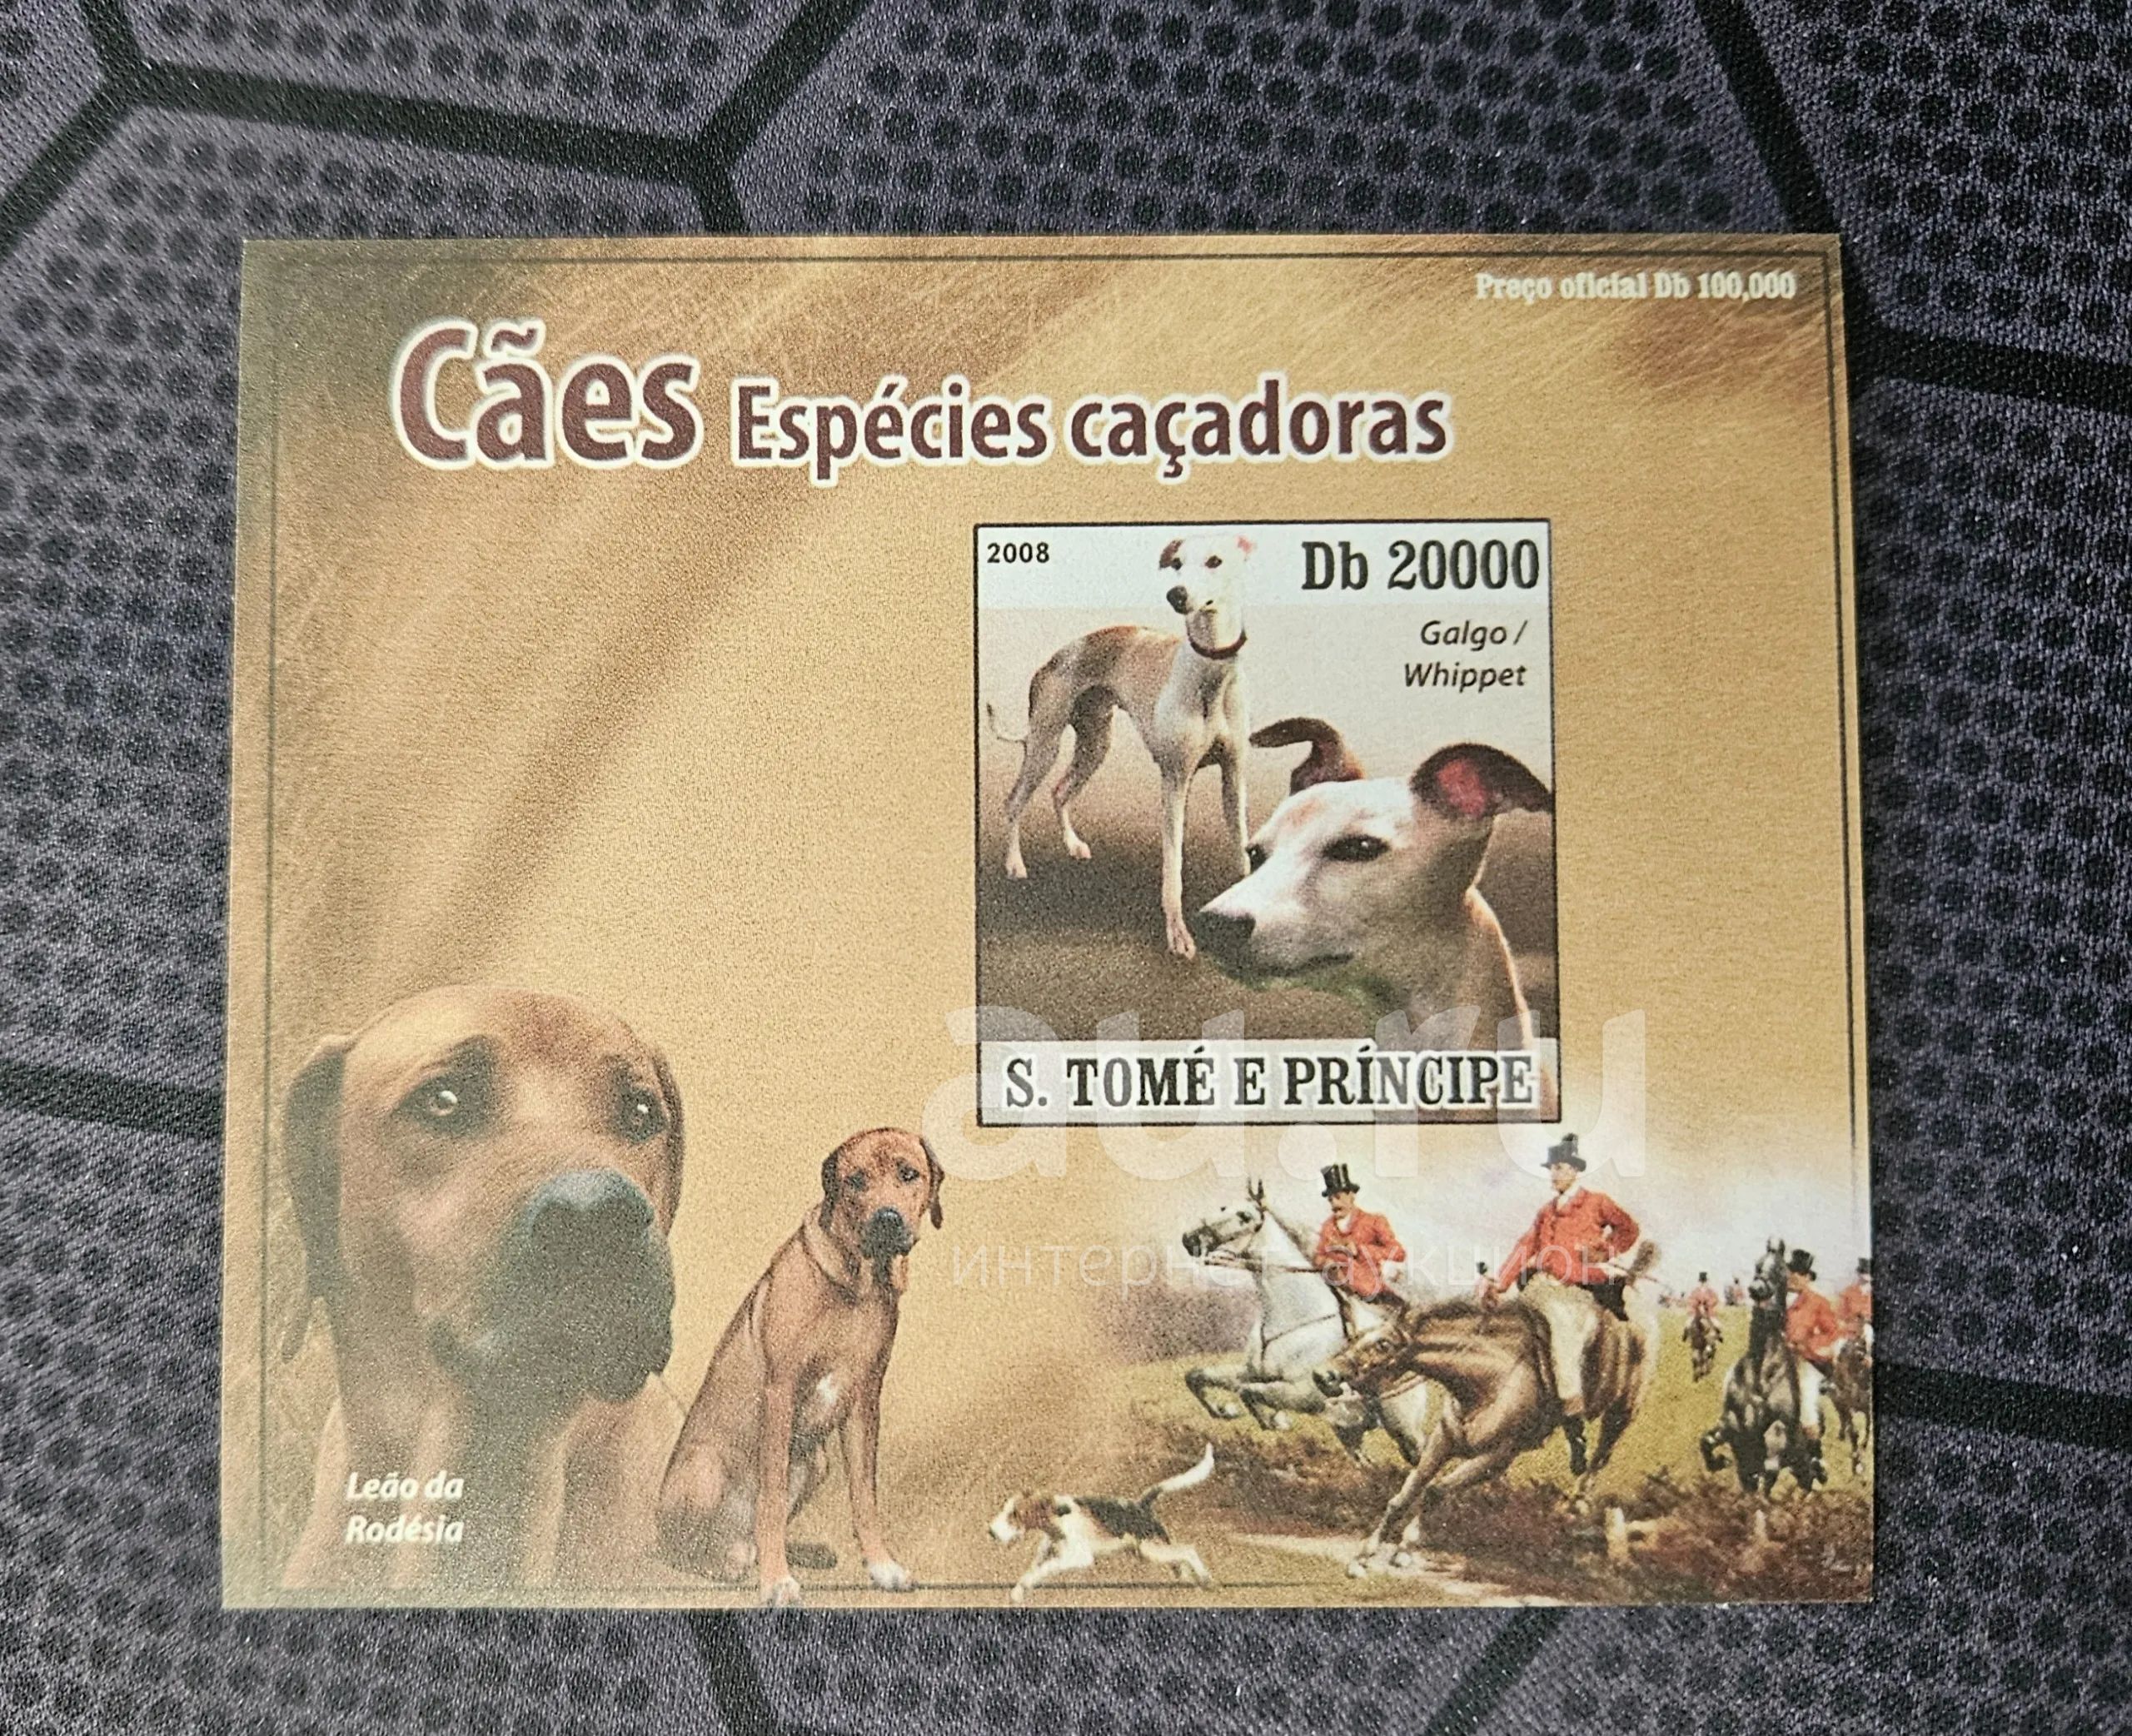 Preço oficial Db 100,000
Cães Espécies caçadoras
2008
Db 20000
Galgo /
Whippet
S. TOMÉ E PRÍNCIPE
au.ru
интернет аукцион
Leão da
Rodésia